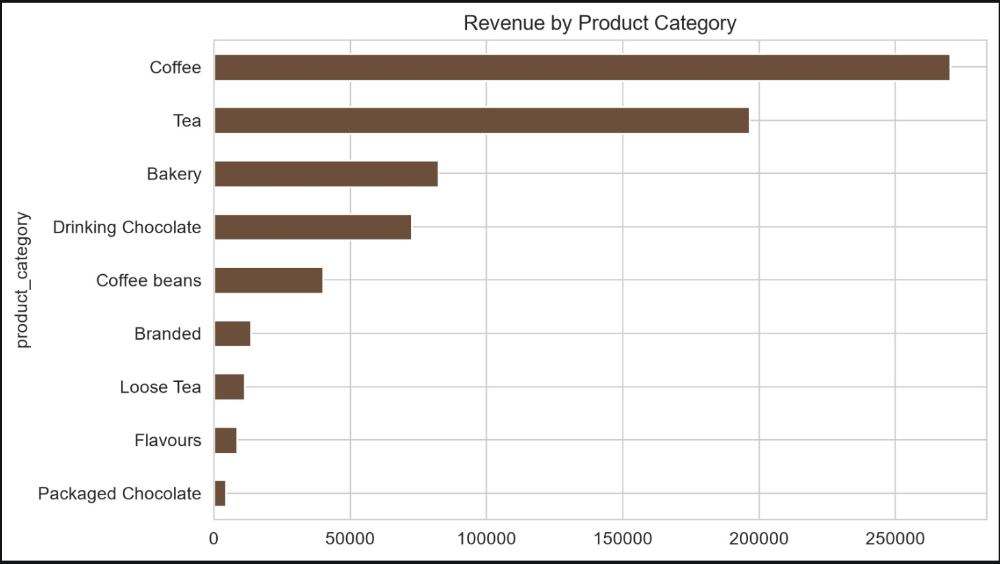 Revenue by Product Category
product_category
Coffee
Tea
Bakery
Drinking Chocolate
Coffee beans
Branded
Loose Tea
Flavours
Packaged Chocolate
0 50000 100000 150000 200000 250000